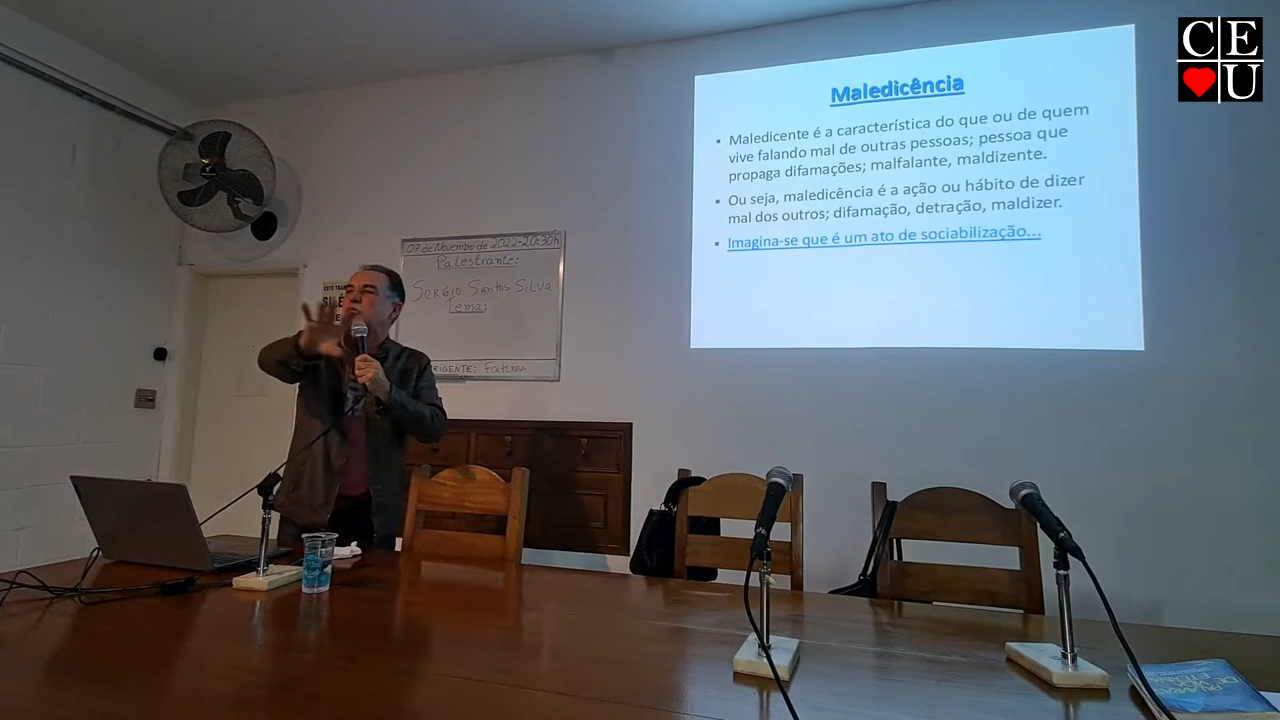 CE
U
Maledicência
Maledicente é a característica do que ou de quem
vive falando mal de outras pessoas; pessoa que
propaga difamações; malfalante, maldizente.
Ou seja, maledicência é a ação ou hábito de dizer
mal dos outros; difamação, detração, maldizer.
Imagina-se que é um ato de sociabilização...
07 de Novembro de 2022-20:30h
Palestrante:
Sergio Santos Silva
Tema:
RIGENTE: Fatima